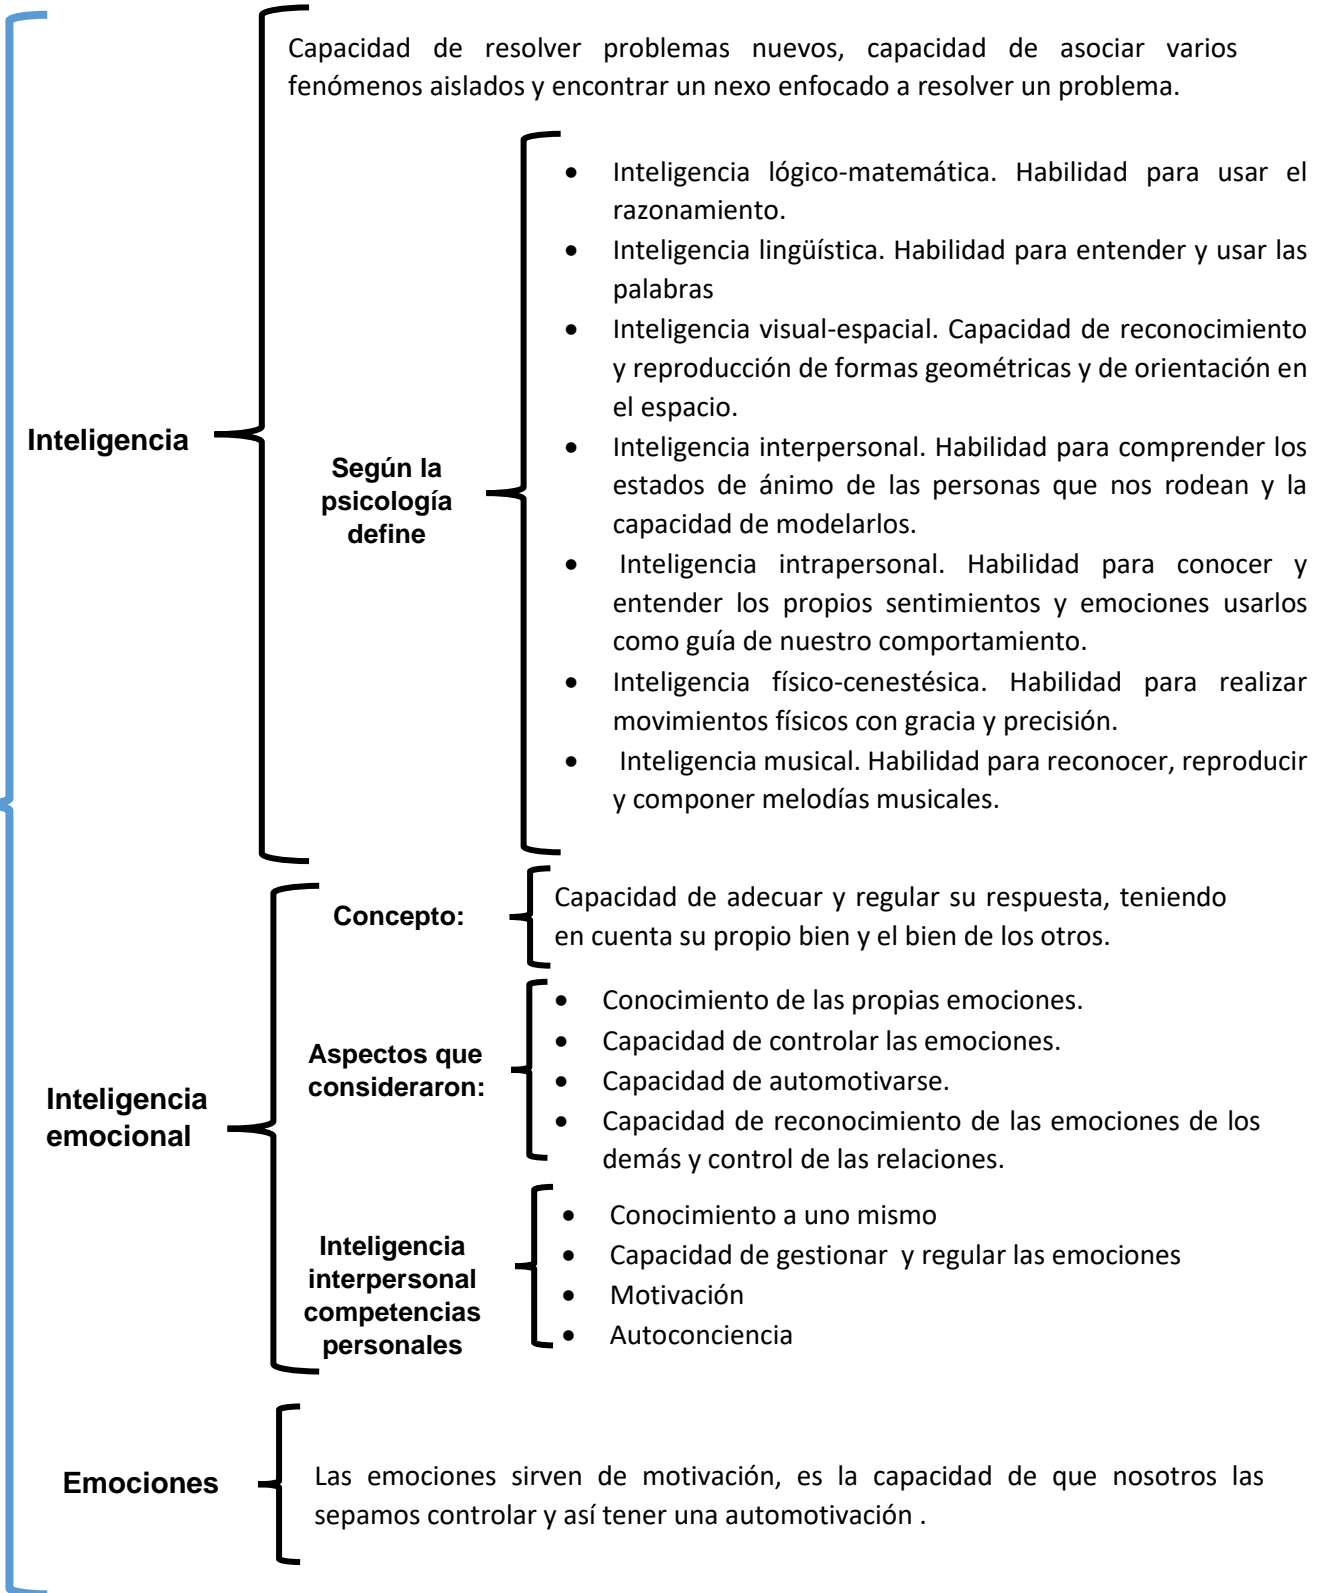 Capacidad de resolver problemas nuevos, capacidad de asociar varios
fenómenos aislados y encontrar un nexo enfocado a resolver un problema.
Inteligencia
Según la
psicología
define
• Inteligencia lógico-matemática. Habilidad para usar el
razonamiento.
• Inteligencia lingüística. Habilidad para entender y usar las
palabras
• Inteligencia visual-espacial. Capacidad de reconocimiento
y reproducción de formas geométricas y de orientación en
el espacio.
• Inteligencia interpersonal. Habilidad para comprender los
estados de ánimo de las personas que nos rodean y la
capacidad de modelarlos.
• Inteligencia intrapersonal. Habilidad para conocer y
entender los propios sentimientos y emociones usarlos
como guía de nuestro comportamiento.
• Inteligencia físico-cenestésica. Habilidad para realizar
movimientos físicos con gracia y precisión.
• Inteligencia musical. Habilidad para reconocer, reproducir
y componer melodías musicales.
Inteligencia
emocional
Concepto:
Capacidad de adecuar y regular su respuesta, teniendo
en cuenta su propio bien y el bien de los otros.
Aspectos que
consideraron:
• Conocimiento de las propias emociones.
• Capacidad de controlar las emociones.
• Capacidad de automotivarse.
• Capacidad de reconocimiento de las emociones de los
demás y control de las relaciones.
Inteligencia
interpersonal
competencias
personales
• Conocimiento a uno mismo
• Capacidad de gestionar y regular las emociones
• Motivación
• Autoconciencia
Emociones
Las emociones sirven de motivación, es la capacidad de que nosotros las
sepamos controlar y así tener una automotivación .